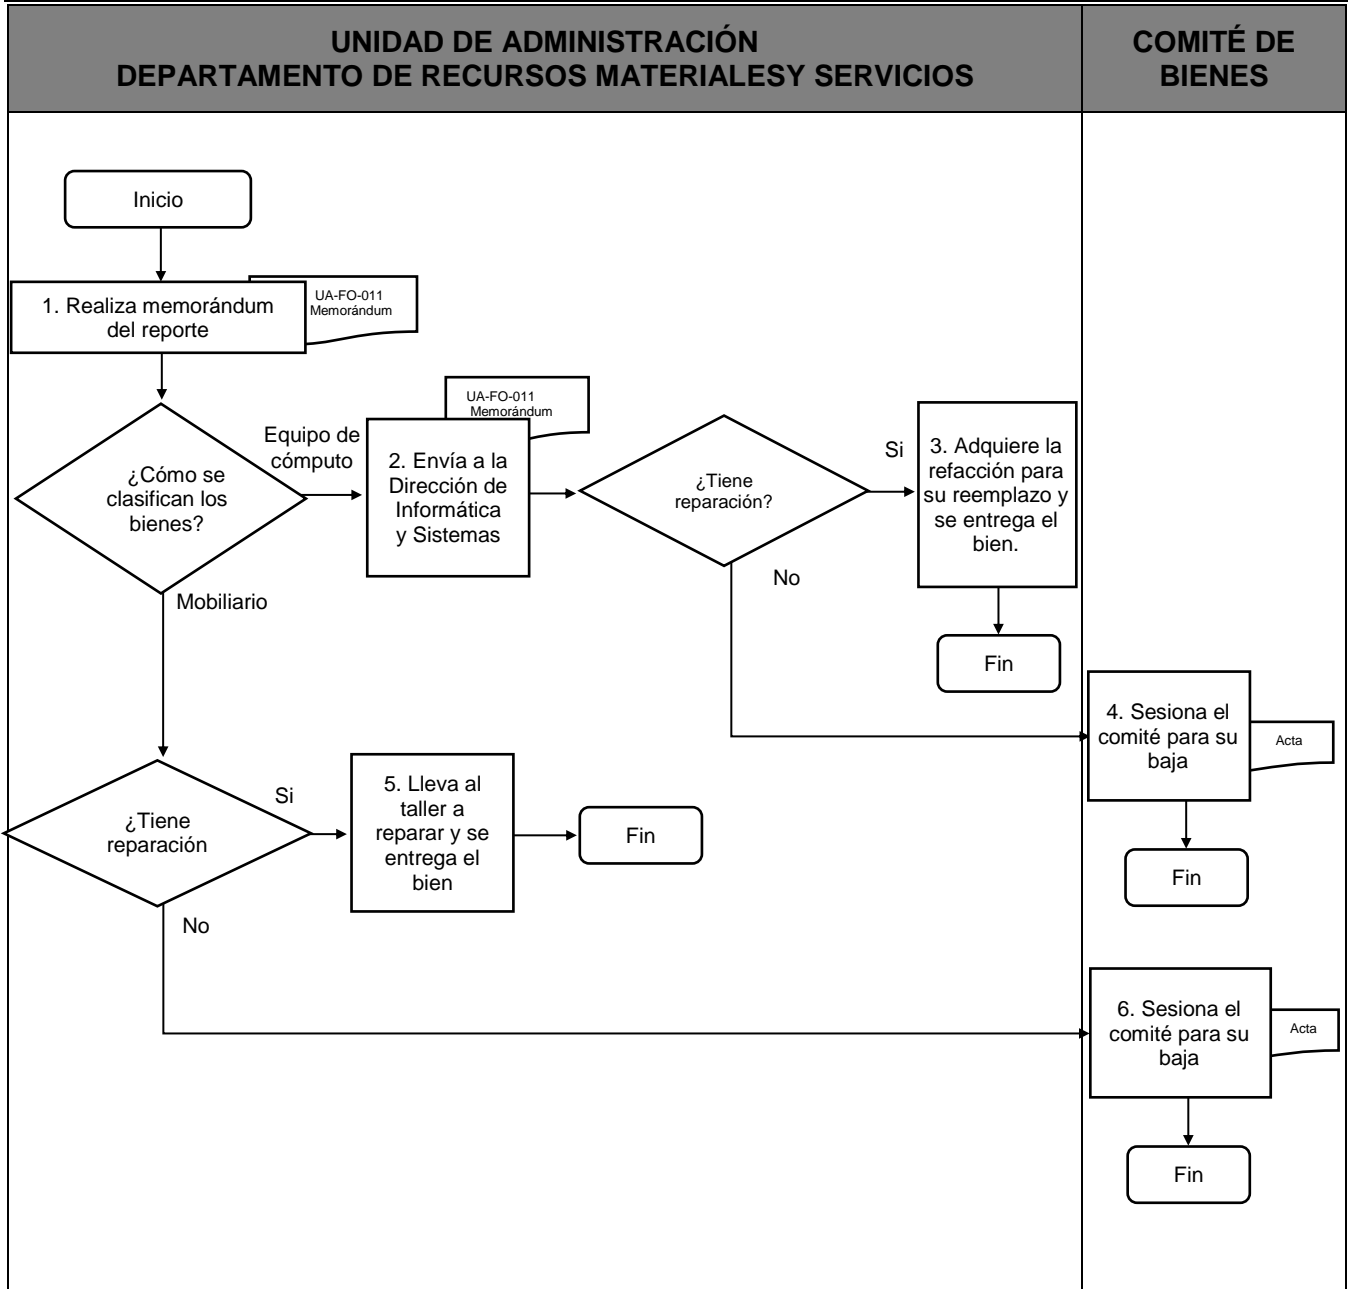 UNIDAD DE ADMINISTRACIÓN
DEPARTAMENTO DE RECURSOS MATERIALESY SERVICIOS
COMITÉ DE
BIENES
Inicio
1. Realiza memorándum
del reporte
UA-FO-011
Memorándum
¿Cómo se
clasifican los
bienes?
Equipo de
cómputo
UA-FO-011
Memorándum
2. Envía a la
Dirección de
Informática
y Sistemas
¿Tiene
reparación?
Si
3. Adquiere la
refacción para
su reemplazo y
se entrega el
bien.
No
Fin
Mobiliario
4. Sesiona el
comité para su
baja
Acta
Fin
¿Tiene
reparación
Si
5. Lleva al
taller a
reparar y se
entrega el
bien
Fin
No
6. Sesiona el
comité para su
baja
Acta
Fin